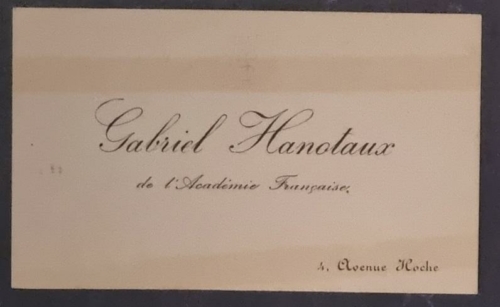 Gabriel Hanotaux
de l'Académie Française,
4, Avenue Hoche